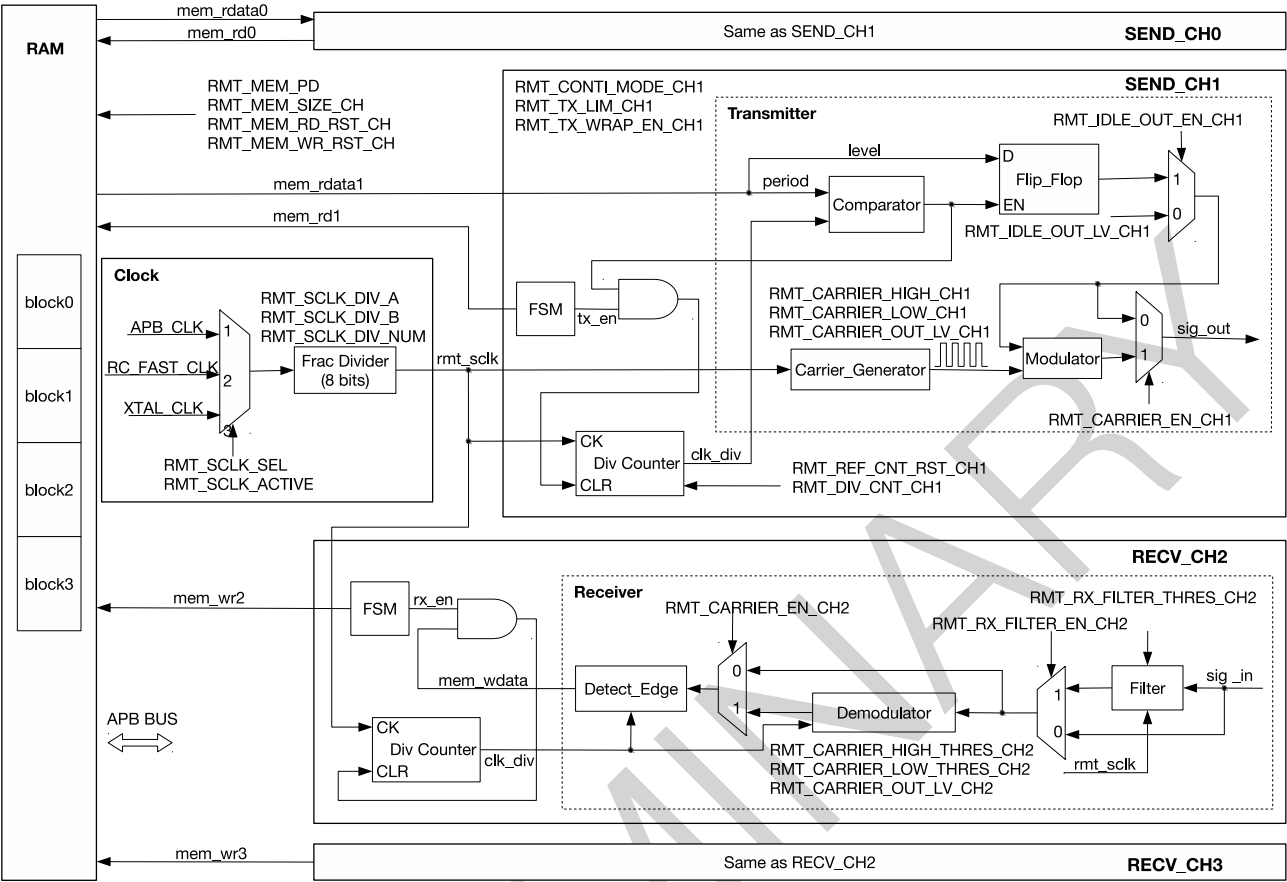 mem_rdata0
mem_rd0
Same as SEND_CH1
SEND_CH0
RAM
RMT_MEM_PD
RMT_MEM_SIZE_CH
RMT_MEM_RD_RST_CH
RMT_MEM_WR_RST_CH
RMT_CONTI_MODE_CH1
RMT_TX_LIM_CH1
RMT_TX_WRAP_EN_CH1
SEND_CH1
Transmitter
RMT_IDLE_OUT_EN_CH1
level
D
Flip_Flop
EN
1
0
RMT_IDLE_OUT_LV_CH1
mem_rdata1
period
Comparator
mem_rd1
block0
block1
block2
block3
Clock
RMT_SCLK_DIV_A
RMT_SCLK_DIV_B
RMT_SCLK_DIV_NUM
APB_CLK
1
RC_FAST_CLK
2
XTAL_CLK
3
Frac Divider
(8 bits)
rmt_sclk
RMT_SCLK_SEL
RMT_SCLK_ACTIVE
FSM
tx_en
RMT_CARRIER_HIGH_CH1
RMT_CARRIER_LOW_CH1
RMT_CARRIER_OUT_LV_CH1
Carrier_Generator
Modulator
0
1
sig_out
RMT_CARRIER_EN_CH1
CK
Div Counter
CLR
clk_div
RMT_REF_CNT_RST_CH1
RMT_DIV_CNT_CH1
RECV_CH2
mem_wr2
FSM
rx_en
Receiver
RMT_CARRIER_EN_CH2
RMT_RX_FILTER_THRES_CH2
RMT_RX_FILTER_EN_CH2
mem_wdata
Detect_Edge
0
1
Demodulator
1
0
Filter
sig _in
rmt_sclk
RMT_CARRIER_HIGH_THRES_CH2
RMT_CARRIER_LOW_THRES_CH2
RMT_CARRIER_OUT_LV_CH2
CK
Div Counter
CLR
clk_div
APB BUS
mem_wr3
Same as RECV_CH2
RECV_CH3
MINARY